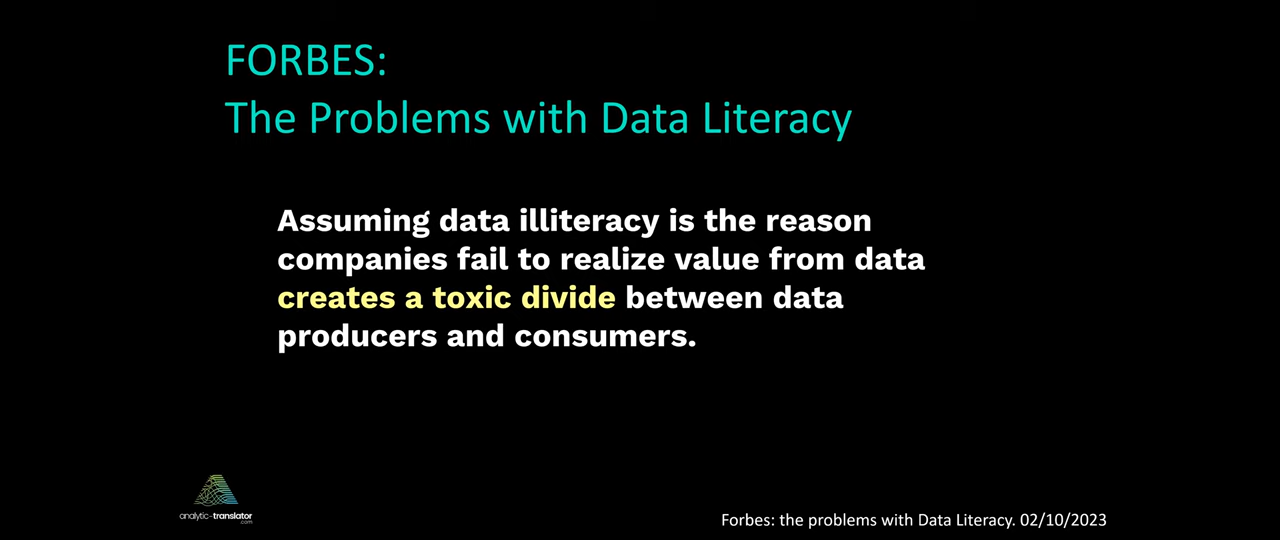 FORBES:
The Problems with Data Literacy
Assuming data illiteracy is the reason
companies fail to realize value from data
creates a toxic divide between data
producers and consumers.
analytic-translator
.com
Forbes: the problems with Data Literacy. 02/10/2023